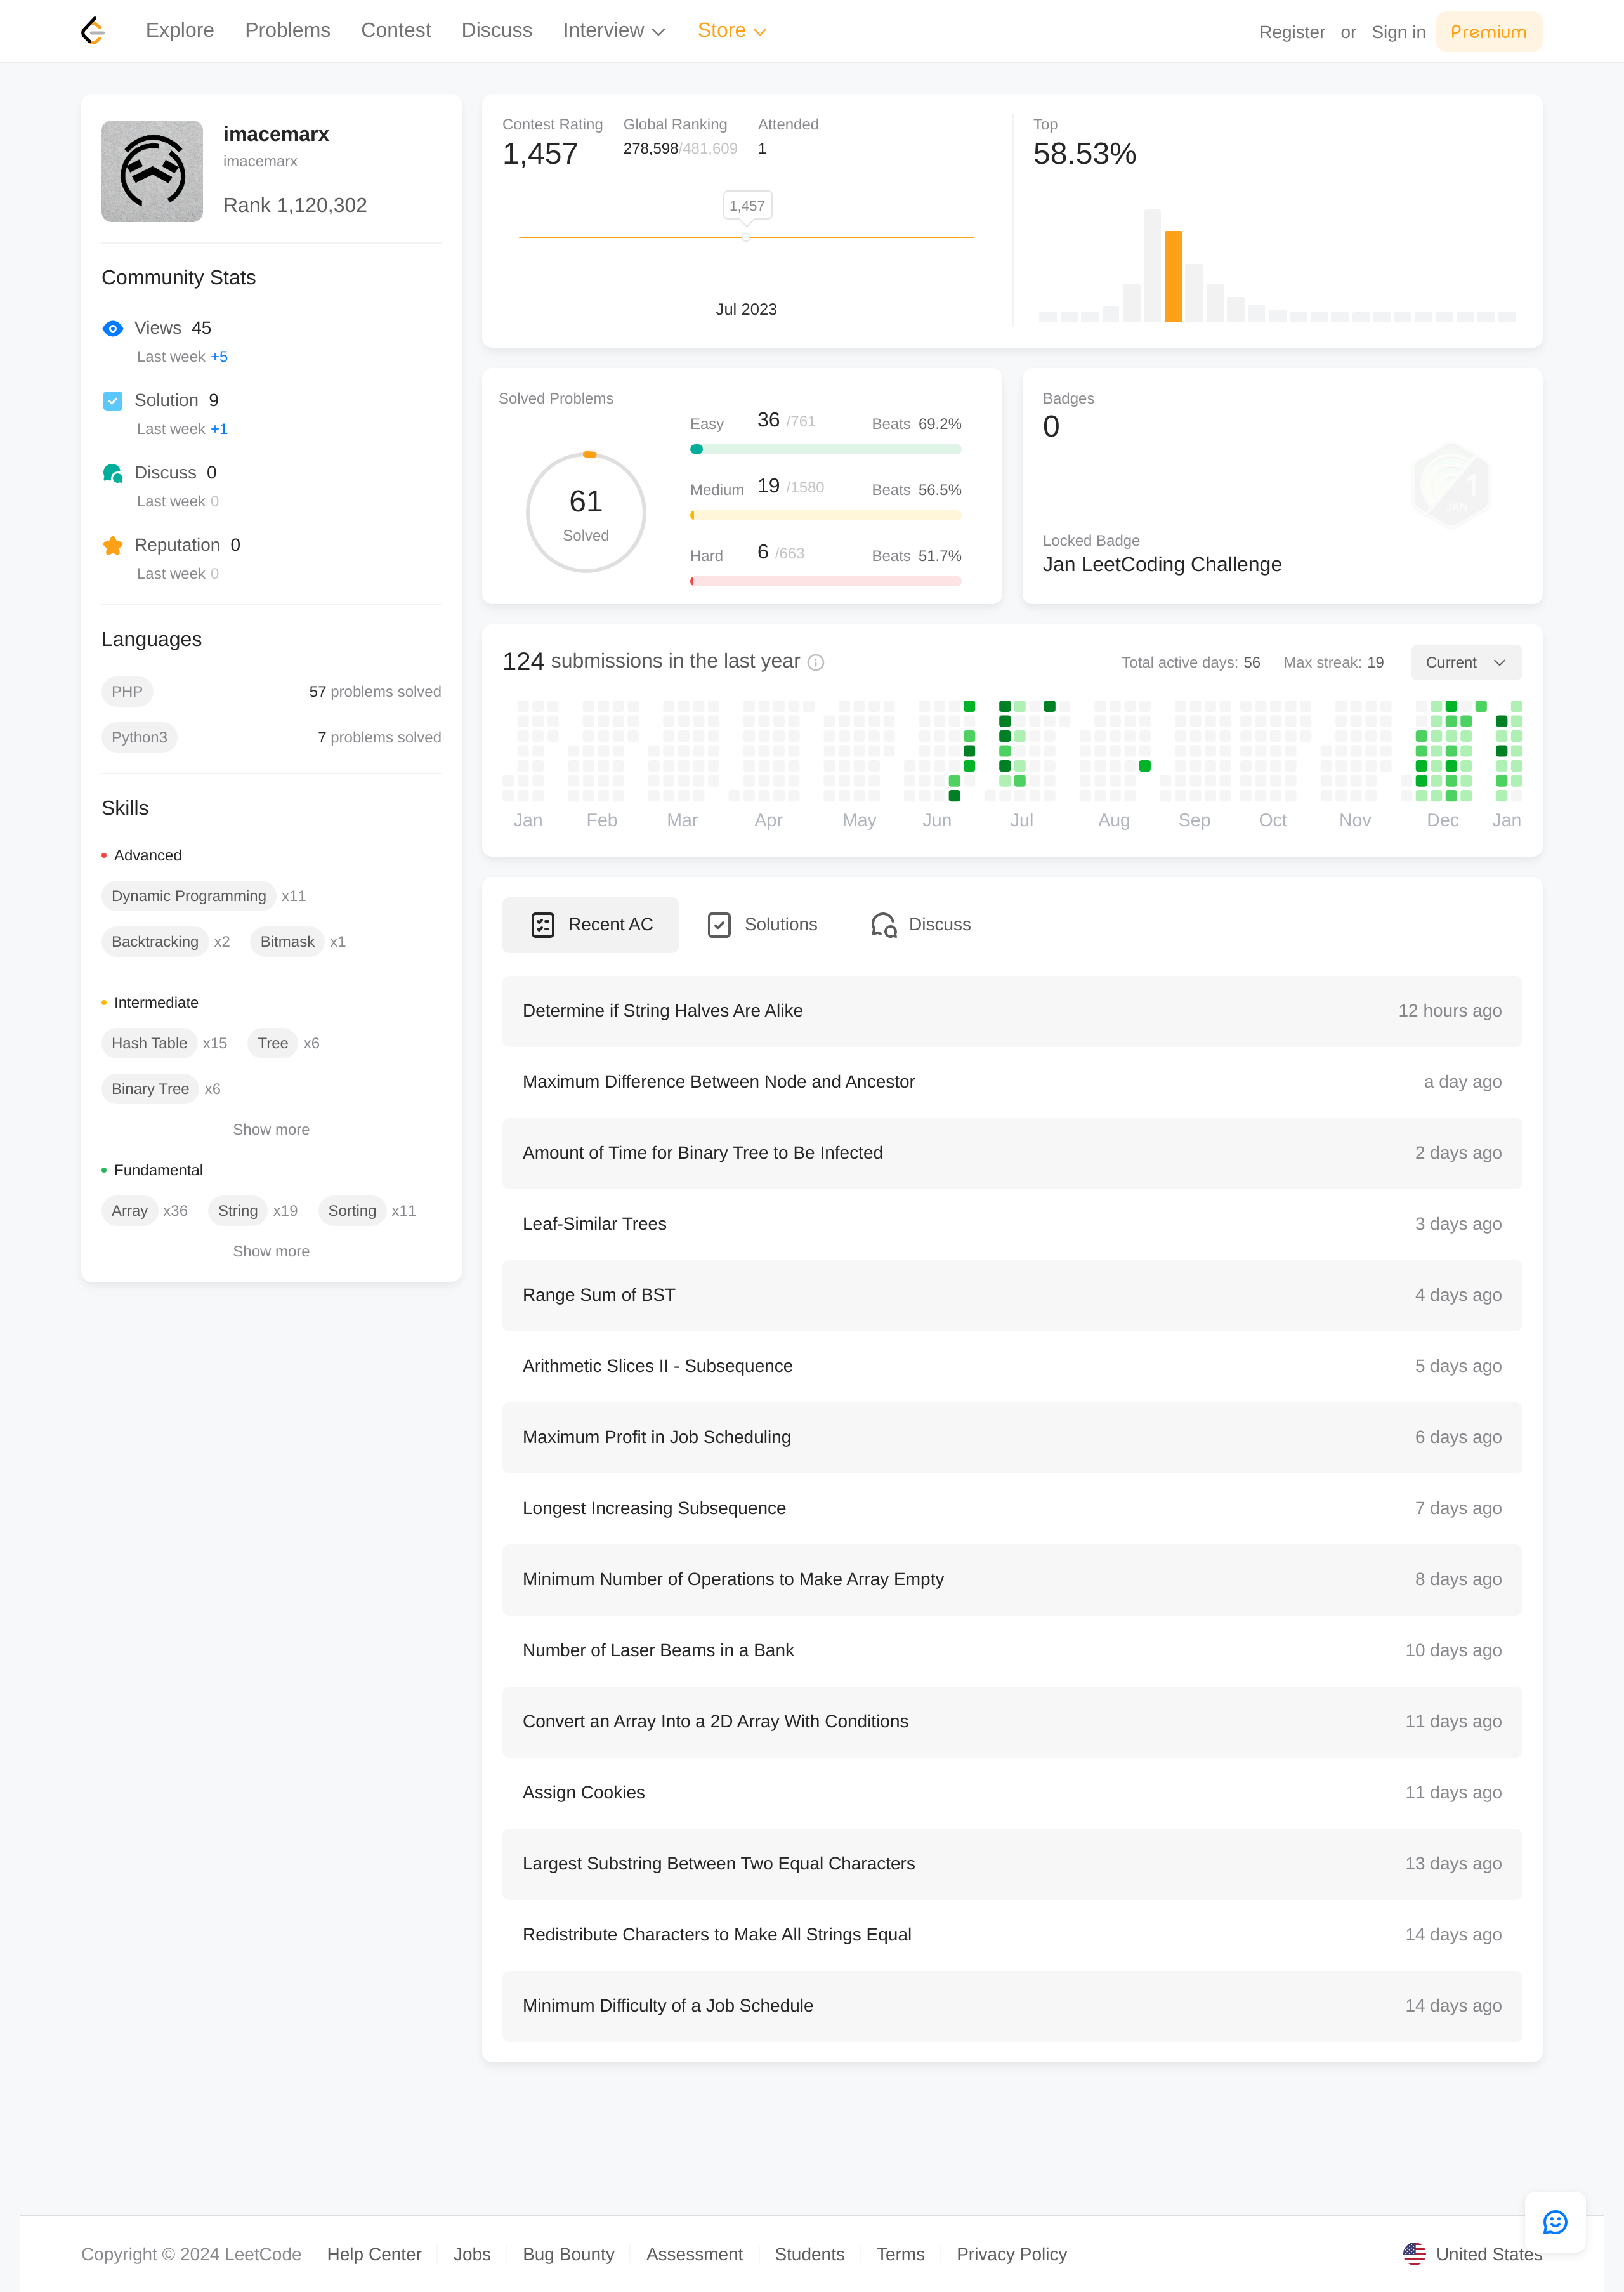 Explore Problems Contest Discuss Interview Store Register or Sign in Premium
imacemarx
imacemarx
Rank 1,120,302
Community Stats
Views 45
Last week +5
Solution 9
Last week +1
Discuss 0
Last week 0
Reputation 0
Last week 0
Languages
PHP 57 problems solved
Python3 7 problems solved
Skills
Advanced
Dynamic Programming x11
Backtracking x2 Bitmask x1
Intermediate
Hash Table x15 Tree x6
Binary Tree x6
Show more
Fundamental
Array x36 String x19 Sorting x11
Show more
Contest Rating Global Ranking Attended
1,457 278,598/481,609 1
1,457
Jul 2023
Top
58.53%
Solved Problems
61
Solved
Easy 36 /761 Beats 69.2%
Medium 19 /1580 Beats 56.5%
Hard 6 /663 Beats 51.7%
Badges
0
1
JAN
Locked Badge
Jan LeetCoding Challenge
124 submissions in the last year Total active days: 56 Max streak: 19 Current
Jan Feb Mar Apr May Jun Jul Aug Sep Oct Nov Dec Jan
Recent AC Solutions Discuss
Determine if String Halves Are Alike 12 hours ago
Maximum Difference Between Node and Ancestor a day ago
Amount of Time for Binary Tree to Be Infected 2 days ago
Leaf-Similar Trees 3 days ago
Range Sum of BST 4 days ago
Arithmetic Slices II - Subsequence 5 days ago
Maximum Profit in Job Scheduling 6 days ago
Longest Increasing Subsequence 7 days ago
Minimum Number of Operations to Make Array Empty 8 days ago
Number of Laser Beams in a Bank 10 days ago
Convert an Array Into a 2D Array With Conditions 11 days ago
Assign Cookies 11 days ago
Largest Substring Between Two Equal Characters 13 days ago
Redistribute Characters to Make All Strings Equal 14 days ago
Minimum Difficulty of a Job Schedule 14 days ago
Copyright © 2024 LeetCode Help Center Jobs Bug Bounty Assessment Students Terms Privacy Policy United States